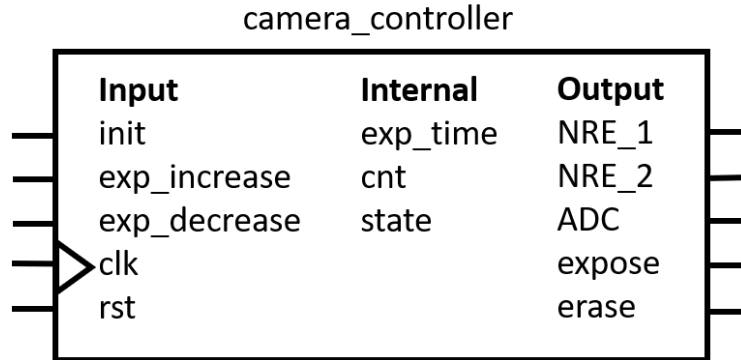 camera_controller
Input Internal Output
init exp_time NRE_1
exp_increase cnt NRE_2
exp_decrease state ADC
clk expose
rst erase